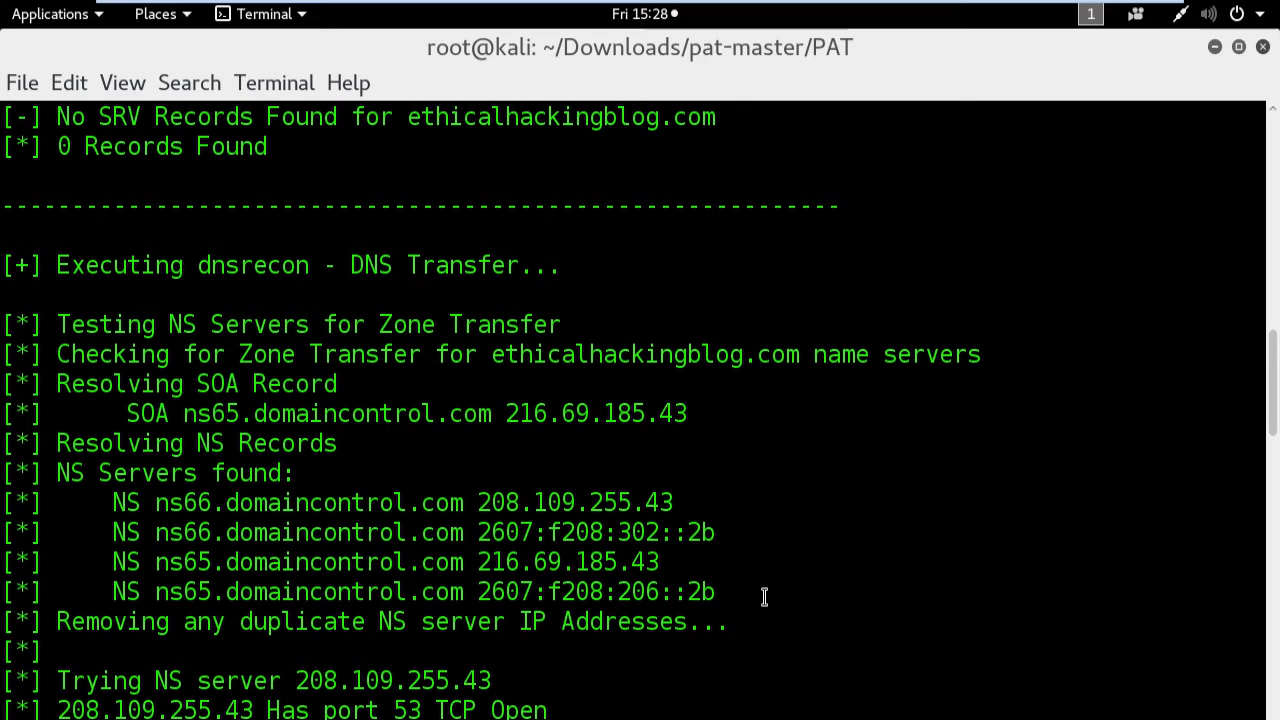 Applications Places Terminal Fri 15:28 1
root@kali: ~/Downloads/pat-master/PAT
File Edit View Search Terminal Help
[-] No SRV Records Found for ethicalhackingblog.com
[*] 0 Records Found
------------------------------------------------------------
[+] Executing dnsrecon - DNS Transfer...
[*] Testing NS Servers for Zone Transfer
[*] Checking for Zone Transfer for ethicalhackingblog.com name servers
[*] Resolving SOA Record
[*] SOA ns65.domaincontrol.com 216.69.185.43
[*] Resolving NS Records
[*] NS Servers found:
[*] NS ns66.domaincontrol.com 208.109.255.43
[*] NS ns66.domaincontrol.com 2607:f208:302::2b
[*] NS ns65.domaincontrol.com 216.69.185.43
[*] NS ns65.domaincontrol.com 2607:f208:206::2b
[*] Removing any duplicate NS server IP Addresses...
[*]
[*] Trying NS server 208.109.255.43
[*] 208.109.255.43 Has port 53 TCP Open